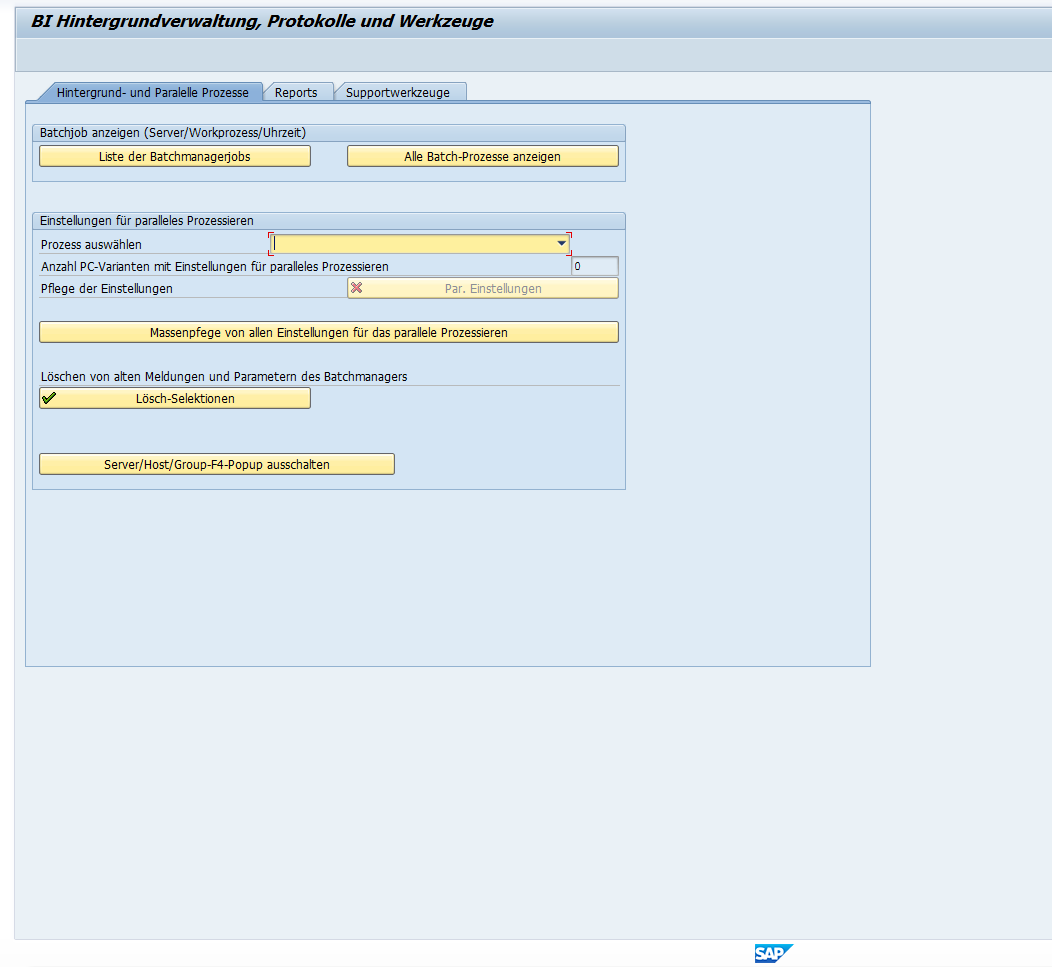 BI Hintergrundverwaltung, Protokolle und Werkzeuge
Hintergrund- und Paralelle Prozesse Reports Supportwerkzeuge
Batchjob anzeigen (Server/Workprozess/Uhrzeit)
Liste der Batchmanagerjobs Alle Batch-Prozesse anzeigen
Einstellungen für paralleles Prozessieren
Prozess auswählen
Anzahl PC-Varianten mit Einstellungen für paralleles Prozessieren 0
Pflege der Einstellungen Par. Einstellungen
Massenpfege von allen Einstellungen für das parallele Prozessieren
Löschen von alten Meldungen und Parametern des Batchmanagers
Lösch-Selektionen
Server/Host/Group-F4-Popup ausschalten
SAP